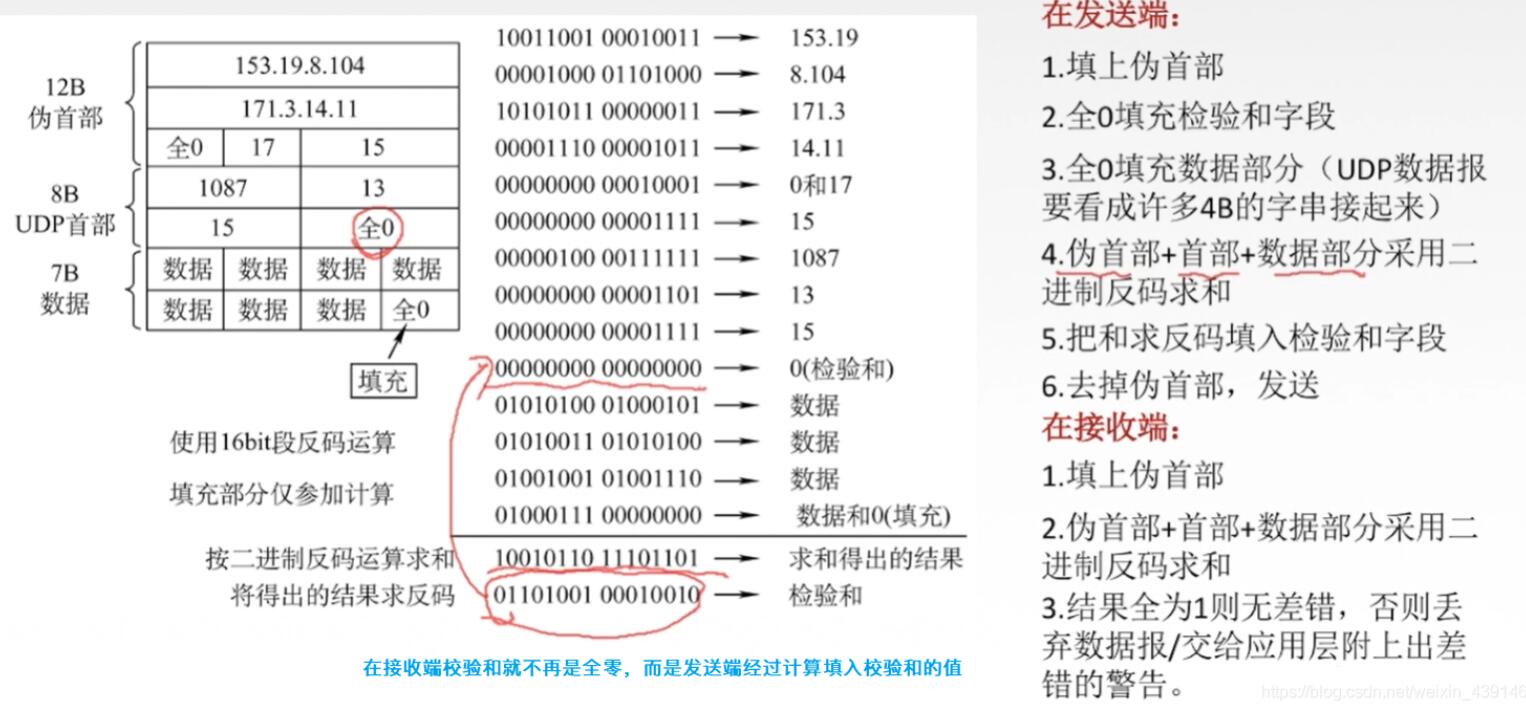 12B
伪首部
153.19.8.104
171.3.14.11
全0 17 15
8B
UDP首部
1087 13
15 全0
7B
数据
数据 数据 数据 数据
数据 数据 数据 全0
填充
使用16bit段反码运算
填充部分仅参加计算
10011001 00010011 → 153.19
00001000 01101000 → 8.104
10101011 00000011 → 171.3
00001110 00001011 → 14.11
00000000 00010001 → 0和17
00000000 00001111 → 15
00000100 00111111 → 1087
00000000 00001101 → 13
00000000 00001111 → 15
00000000 00000000 → 0(检验和)
01010100 01000101 → 数据
01010011 01010100 → 数据
01001001 01001110 → 数据
01000111 00000000 → 数据和0(填充)
按二进制反码运算求和 10010110 11101101 → 求和得出的结果
将得出的结果求反码 01101001 00010010 → 检验和
在接收端校验和就不再是全零，而是发送端经过计算填入校验和的值
在发送端：
1.填上伪首部
2.全0填充检验和字段
3.全0填充数据部分（UDP数据报
要看成许多4B的字串接起来）
4.伪首部+首部+数据部分采用二
进制反码求和
5.把和求反码填入检验和字段
6.去掉伪首部，发送
在接收端：
1.填上伪首部
2.伪首部+首部+数据部分采用二
进制反码求和
3.结果全为1则无差错，否则丢
弃数据报/交给应用层附上出差
错的警告。
https://blog.csdn.net/weixin_439146